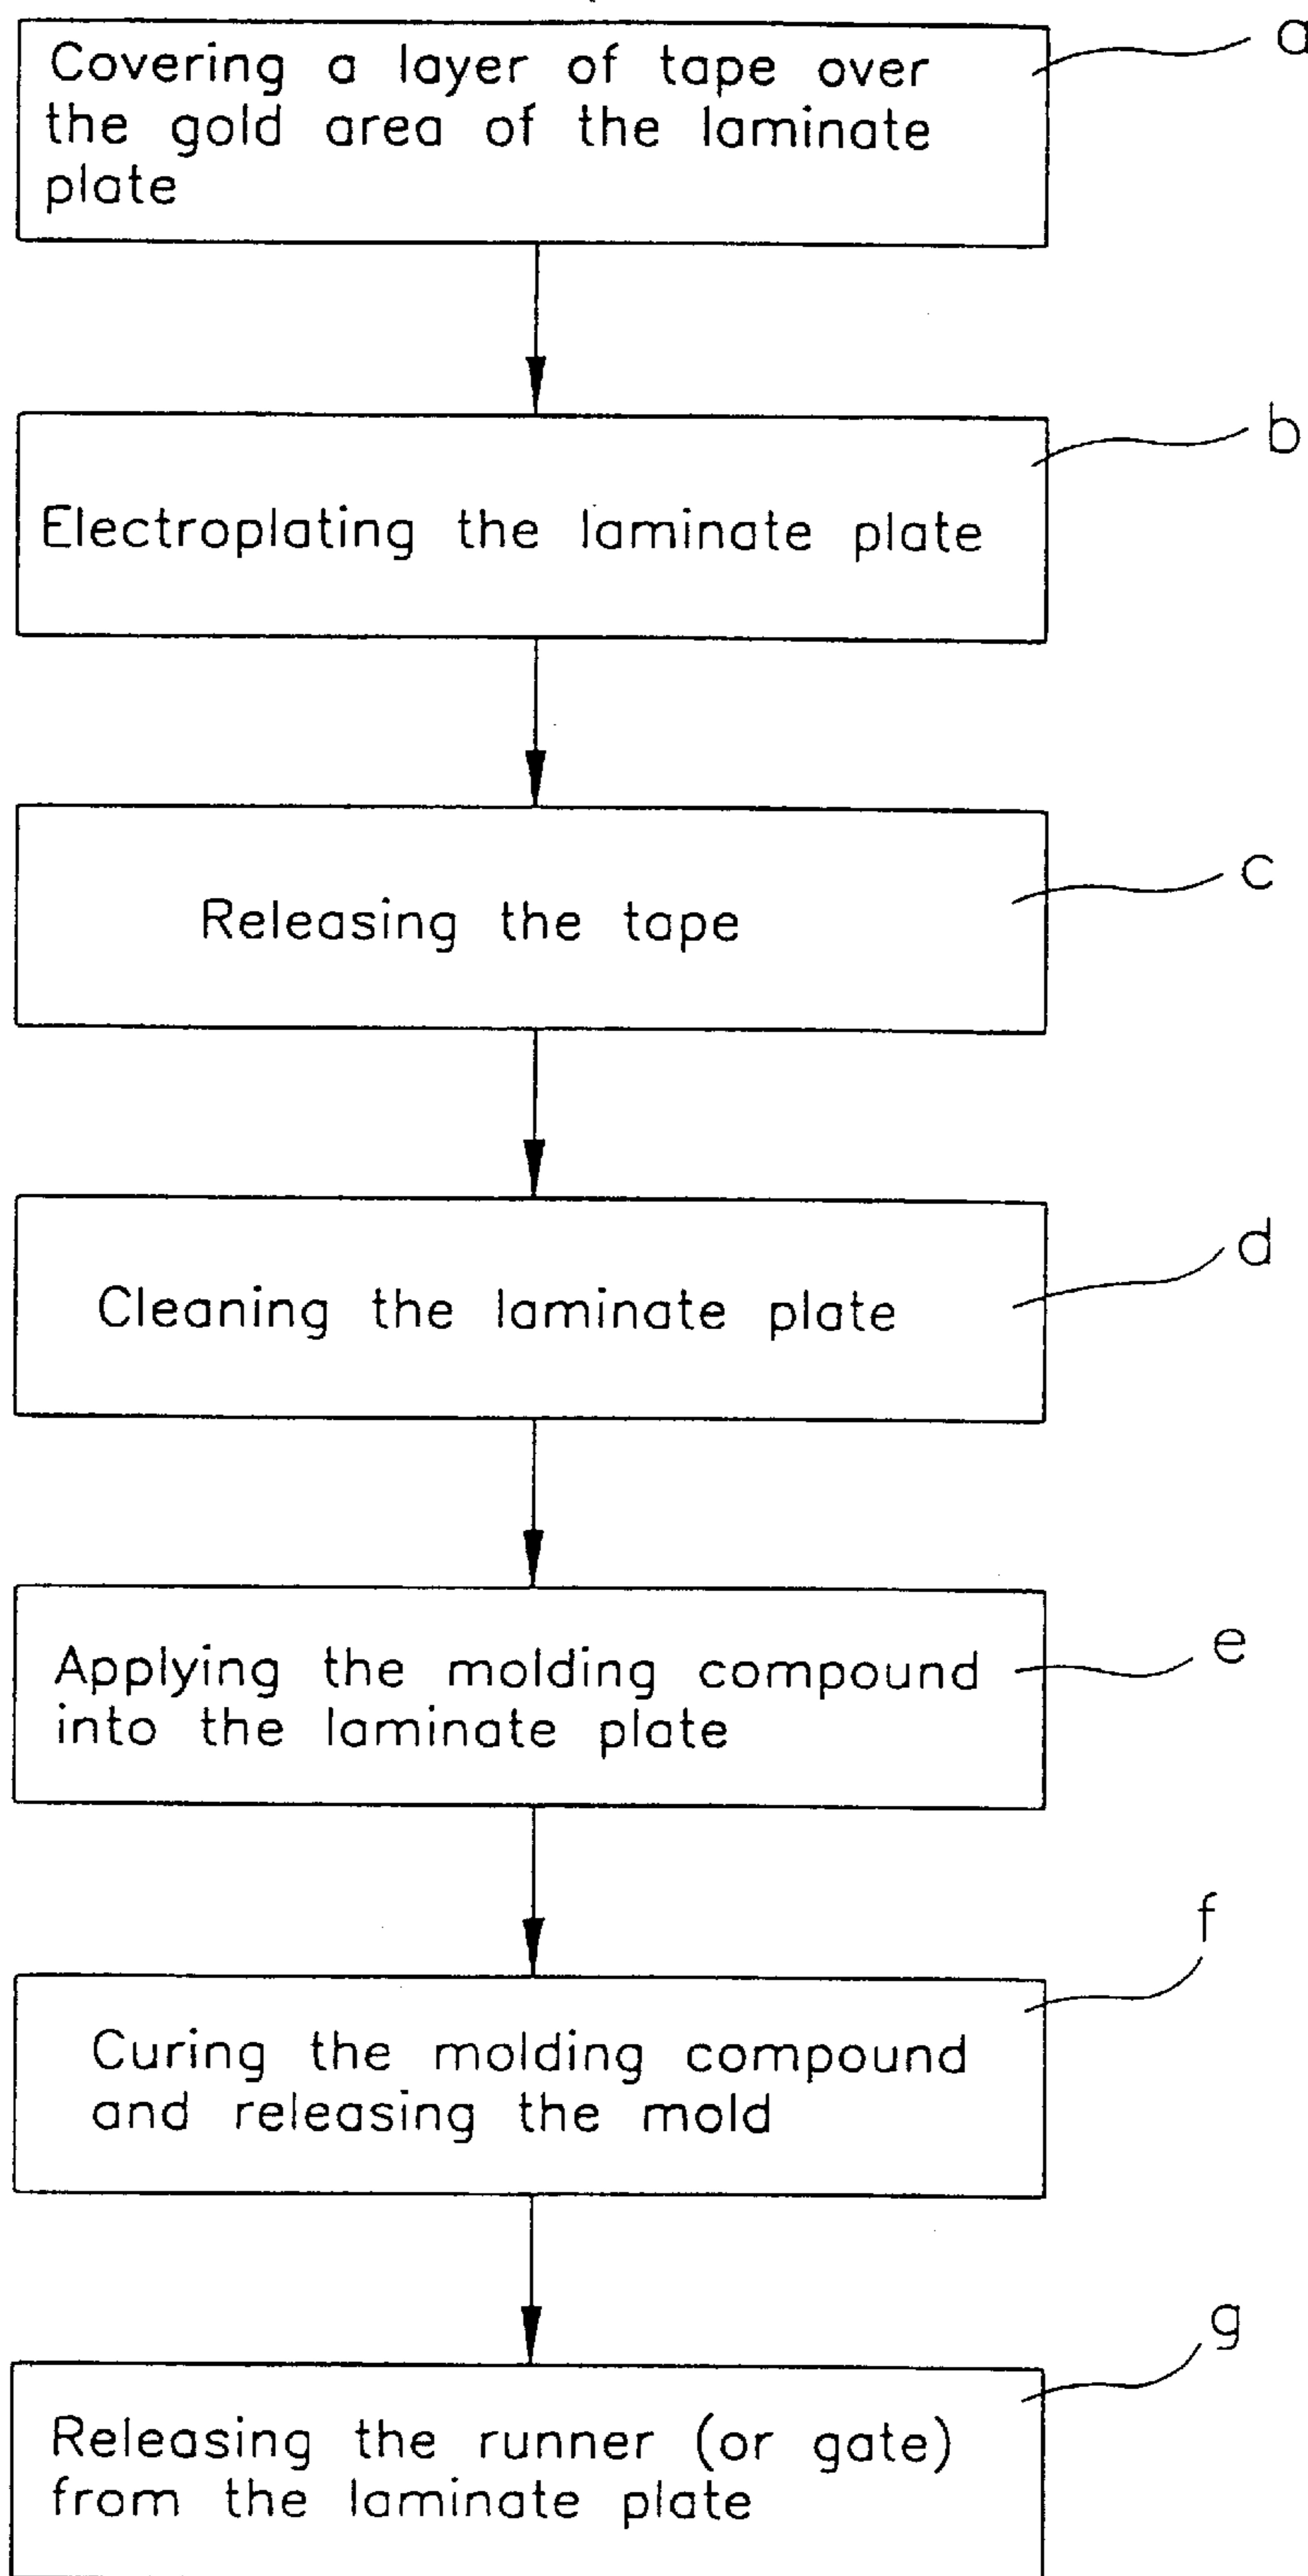 Covering a layer of tape over
the gold area of the laminate
plate
a
Electroplating the laminate plate
b
Releasing the tape
c
Cleaning the laminate plate
d
Applying the molding compound
into the laminate plate
e
Curing the molding compound
and releasing the mold
f
Releasing the runner (or gate)
from the laminate plate
g